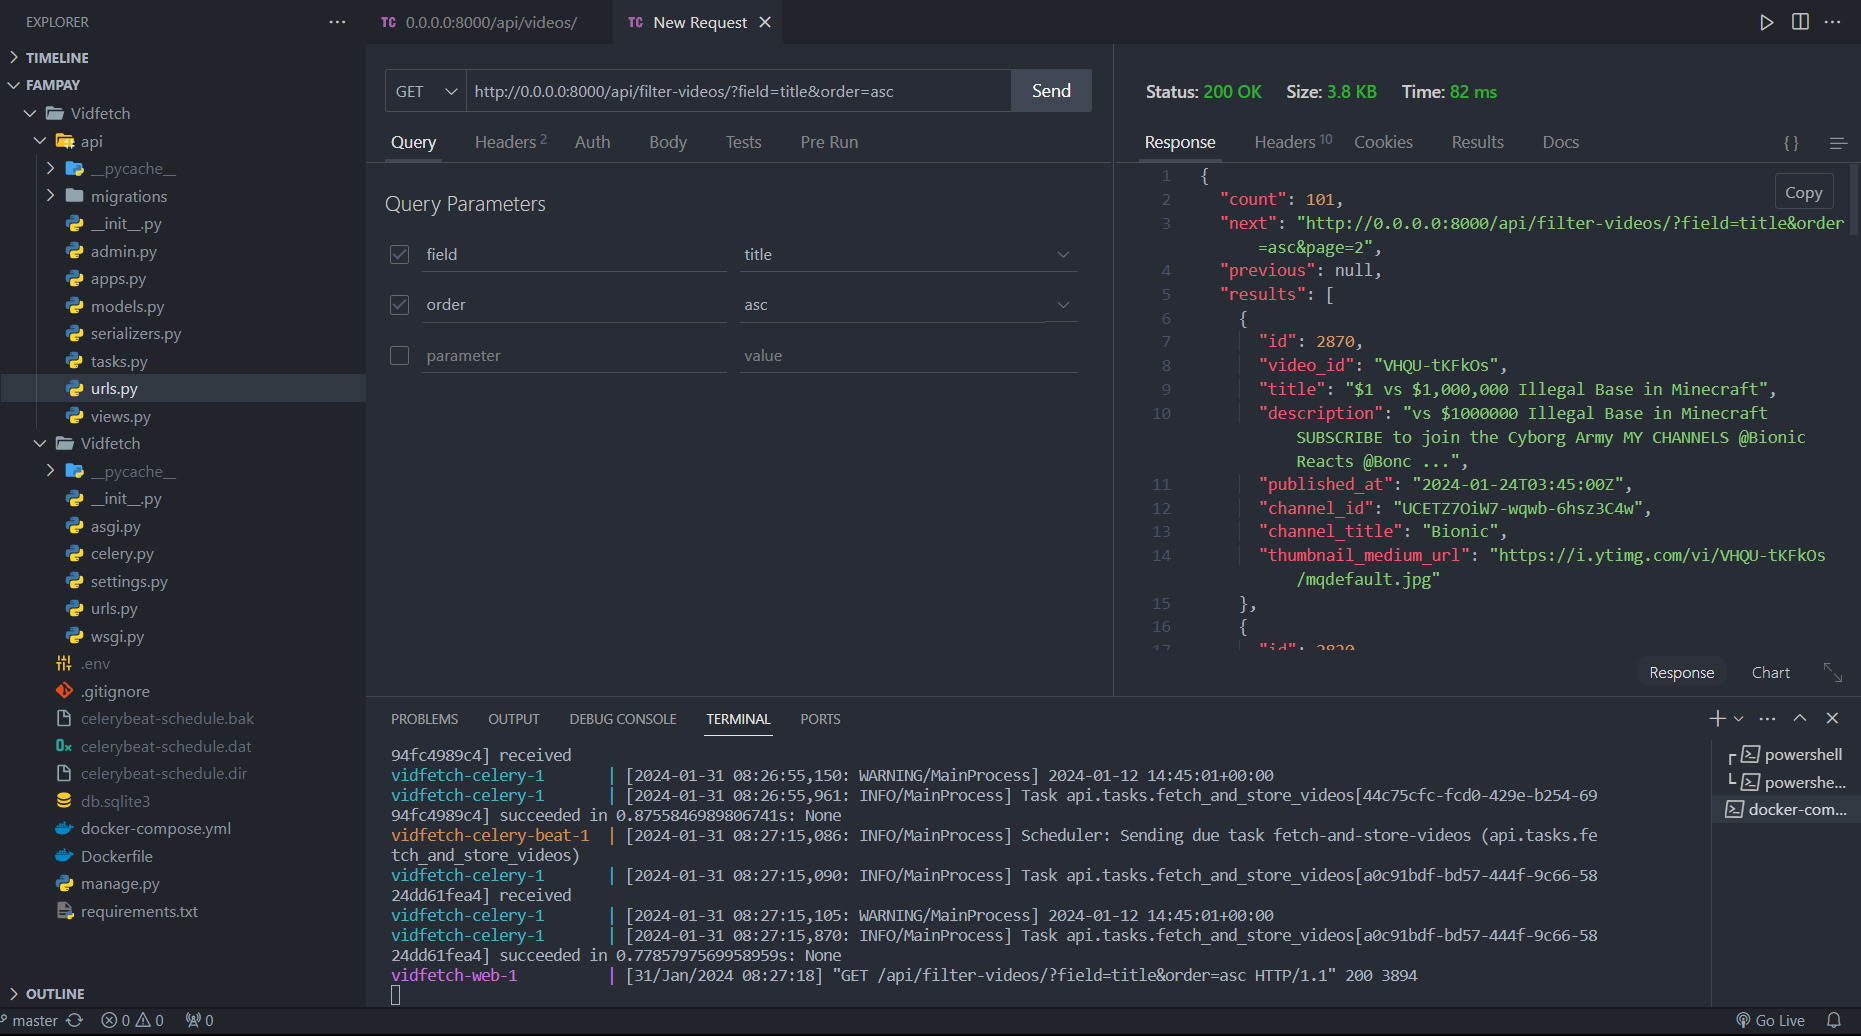 EXPLORER
TIMELINE
FAMPAY
Vidfetch
api
__pycache__
migrations
__init__.py
admin.py
apps.py
models.py
serializers.py
tasks.py
urls.py
views.py
Vidfetch
__pycache__
__init__.py
asgi.py
celery.py
settings.py
urls.py
wsgi.py
.env
.gitignore
celerybeat-schedule.bak
celerybeat-schedule.dat
celerybeat-schedule.dir
db.sqlite3
docker-compose.yml
Dockerfile
manage.py
requirements.txt
OUTLINE
TC 0.0.0.0:8000/api/videos/
TC New Request
GET http://0.0.0.0:8000/api/filter-videos/?field=title&order=asc Send
Query Headers 2 Auth Body Tests Pre Run
Query Parameters
field title
order asc
parameter value
Status: 200 OK Size: 3.8 KB Time: 82 ms
Response Headers 10 Cookies Results Docs {}
Copy
1 {
2 "count": 101,
3 "next": "http://0.0.0.0:8000/api/filter-videos/?field=title&order
=asc&page=2",
4 "previous": null,
5 "results": [
6 {
7 "id": 2870,
8 "video_id": "VHQU-tKFkOs",
9 "title": "$1 vs $1,000,000 Illegal Base in Minecraft",
10 "description": "vs $1000000 Illegal Base in Minecraft
SUBSCRIBE to join the Cyborg Army MY CHANNELS @Bionic
Reacts @Bonc ...",
11 "published_at": "2024-01-24T03:45:00Z",
12 "channel_id": "UCETZ7OiW7-wqwb-6hsz3C4w",
13 "channel_title": "Bionic",
14 "thumbnail_medium_url": "https://i.ytimg.com/vi/VHQU-tKFkOs
/mqdefault.jpg"
15 },
16 {
17 "id": 2820
Response Chart
PROBLEMS OUTPUT DEBUG CONSOLE TERMINAL PORTS
94fc4989c4] received
vidfetch-celery-1 | [2024-01-31 08:26:55,150: WARNING/MainProcess] 2024-01-12 14:45:01+00:00
vidfetch-celery-1 | [2024-01-31 08:26:55,961: INFO/MainProcess] Task api.tasks.fetch_and_store_videos[44c75cfc-fcd0-429e-b254-69
94fc4989c4] succeeded in 0.8755846989806741s: None
vidfetch-celery-beat-1 | [2024-01-31 08:27:15,086: INFO/MainProcess] Scheduler: Sending due task fetch-and-store-videos (api.tasks.fe
tch_and_store_videos)
vidfetch-celery-1 | [2024-01-31 08:27:15,090: INFO/MainProcess] Task api.tasks.fetch_and_store_videos[a0c91bdf-bd57-444f-9c66-58
24dd61fea4] received
vidfetch-celery-1 | [2024-01-31 08:27:15,105: WARNING/MainProcess] 2024-01-12 14:45:01+00:00
vidfetch-celery-1 | [2024-01-31 08:27:15,870: INFO/MainProcess] Task api.tasks.fetch_and_store_videos[a0c91bdf-bd57-444f-9c66-58
24dd61fea4] succeeded in 0.7785797569958959s: None
vidfetch-web-1 | [31/Jan/2024 08:27:18] "GET /api/filter-videos/?field=title&order=asc HTTP/1.1" 200 3894
powershell
powershe...
docker-com...
master 0 0 0 Go Live